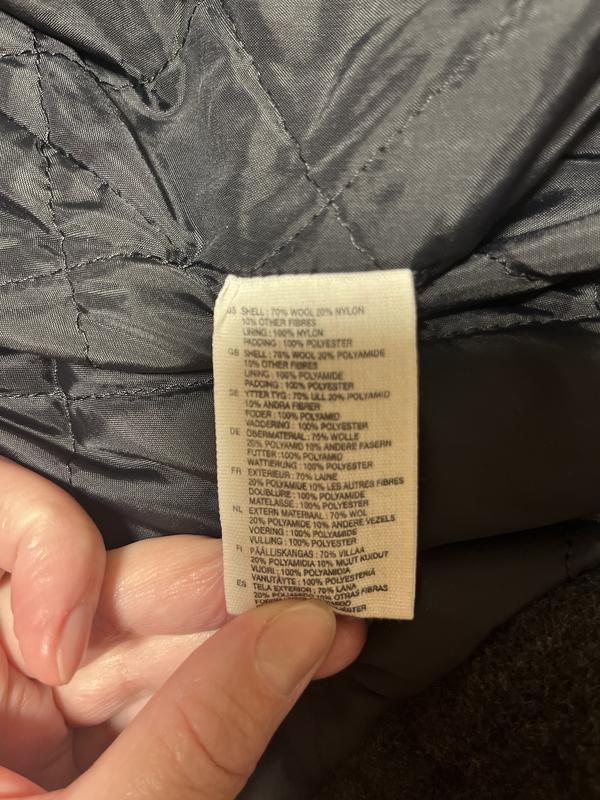 US SHELL : 70% WOOL 20% NYLON
10% OTHER FIBRES
LINING : 100% NYLON
PADDING : 100% POLYESTER
GB SHELL : 70% WOOL 20% POLYAMIDE
10% OTHER FIBRES
LINING : 100% POLYAMIDE
PADDING : 100% POLYESTER
SE YTTER TYG : 70% ULL 20% POLYAMID
10% ANDRA FIBRER
FODER : 100% POLYAMID
VADDERING : 100% POLYESTER
DE OBERMATERIAL : 70% WOLLE
20% POLYAMID 10% ANDERE FASERN
FUTTER : 100% POLYAMID
WATTIERUNG : 100% POLYESTER
FR EXTERIEUR : 70% LAINE
20% POLYAMIDE 10% LES AUTRES FIBRES
DOUBLURE : 100% POLYAMIDE
MATELASSE : 100% POLYESTER
NL EXTERN MATERIAAL : 70% WOL
20% POLYAMIDE 10% ANDERE VEZELS
VOERING : 100% POLYAMIDE
VULLING : 100% POLYESTER
FI PÄÄLLISKANGAS : 70% VILLAA
20% POLYAMIDIA 10% MUUT KUIDUT
VUORI : 100% POLYAMIDIA
VANUTÄYTE : 100% POLYESTERIÄ
ES TELA EXTERIOR : 70% LANA
20% POLIAMIDO 10% OTRAS FIBRAS